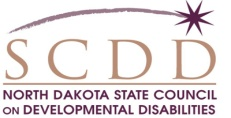 SCDD
NORTH DAKOTA STATE COUNCIL
ON DEVELOPMENTAL DISABILITIES